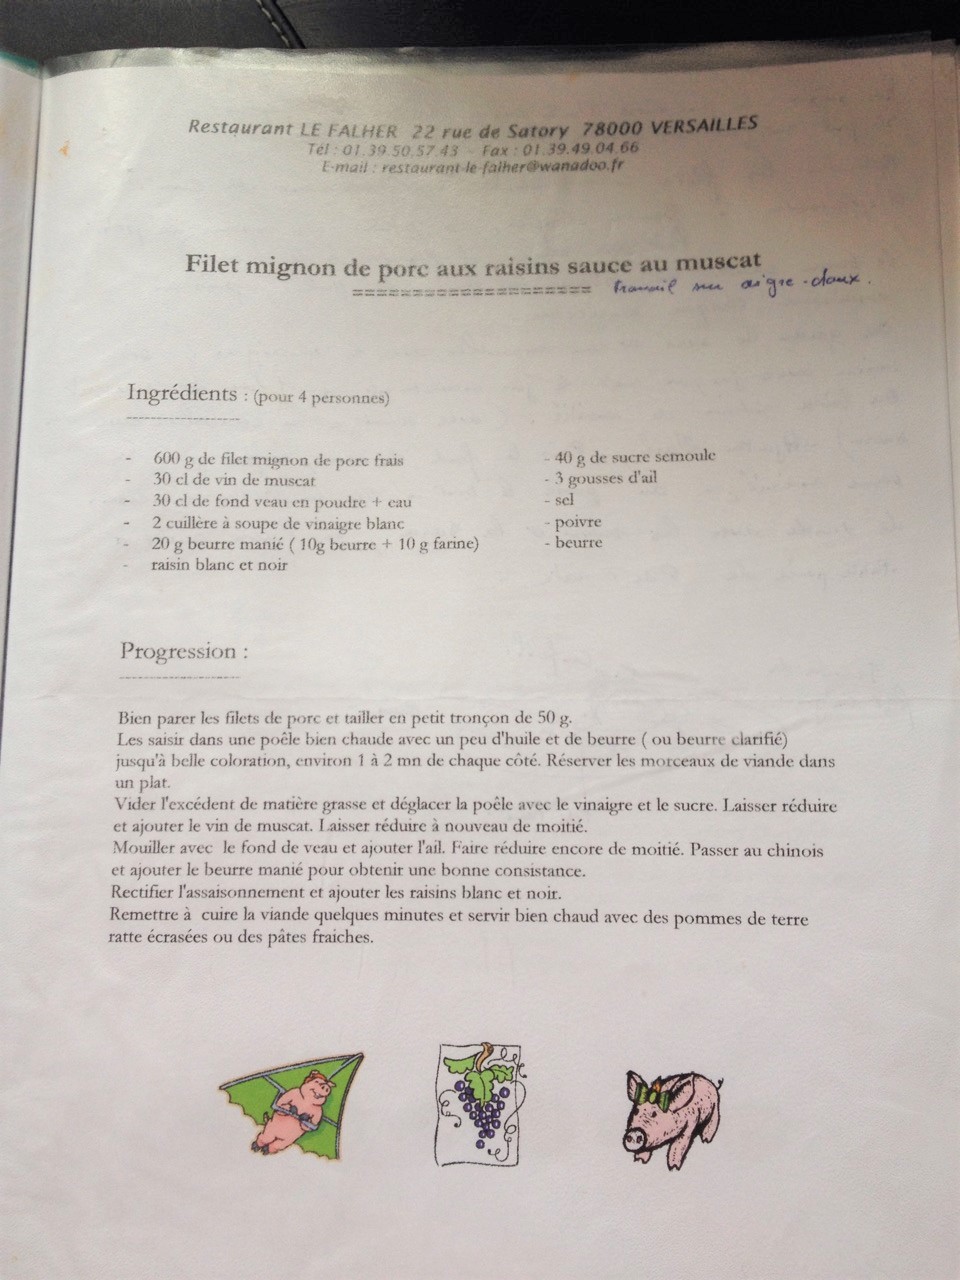 Restaurant LE FALHER 22 rue de Satory 78000 VERSAILLES
Tél : 01.39.50.57.43 - Fax : 01.39.49.04.66
E-mail : restaurant-le-falher@wanadoo.fr
Filet mignon de porc aux raisins sauce au muscat
==================== travail sur aigre-doux.
Ingrédients : (pour 4 personnes)
- 600 g de filet mignon de porc frais
- 30 cl de vin de muscat
- 30 cl de fond veau en poudre + eau
- 2 cuillère à soupe de vinaigre blanc
- 20 g beurre manié ( 10g beurre + 10 g farine)
- raisin blanc et noir
- 40 g de sucre semoule
- 3 gousses d'ail
- sel
- poivre
- beurre
Progression :
Bien parer les filets de porc et tailler en petit tronçon de 50 g.
Les saisir dans une poêle bien chaude avec un peu d'huile et de beurre ( ou beurre clarifié)
jusqu'à belle coloration, environ 1 à 2 mn de chaque côté. Réserver les morceaux de viande dans
un plat.
Vider l'excédent de matière grasse et déglacer la poêle avec le vinaigre et le sucre. Laisser réduire
et ajouter le vin de muscat. Laisser réduire à nouveau de moitié.
Mouiller avec le fond de veau et ajouter l'ail. Faire réduire encore de moitié. Passer au chinois
et ajouter le beurre manié pour obtenir une bonne consistance.
Rectifier l'assaisonnement et ajouter les raisins blanc et noir.
Remettre à cuire la viande quelques minutes et servir bien chaud avec des pommes de terre
ratte écrasées ou des pâtes fraiches.